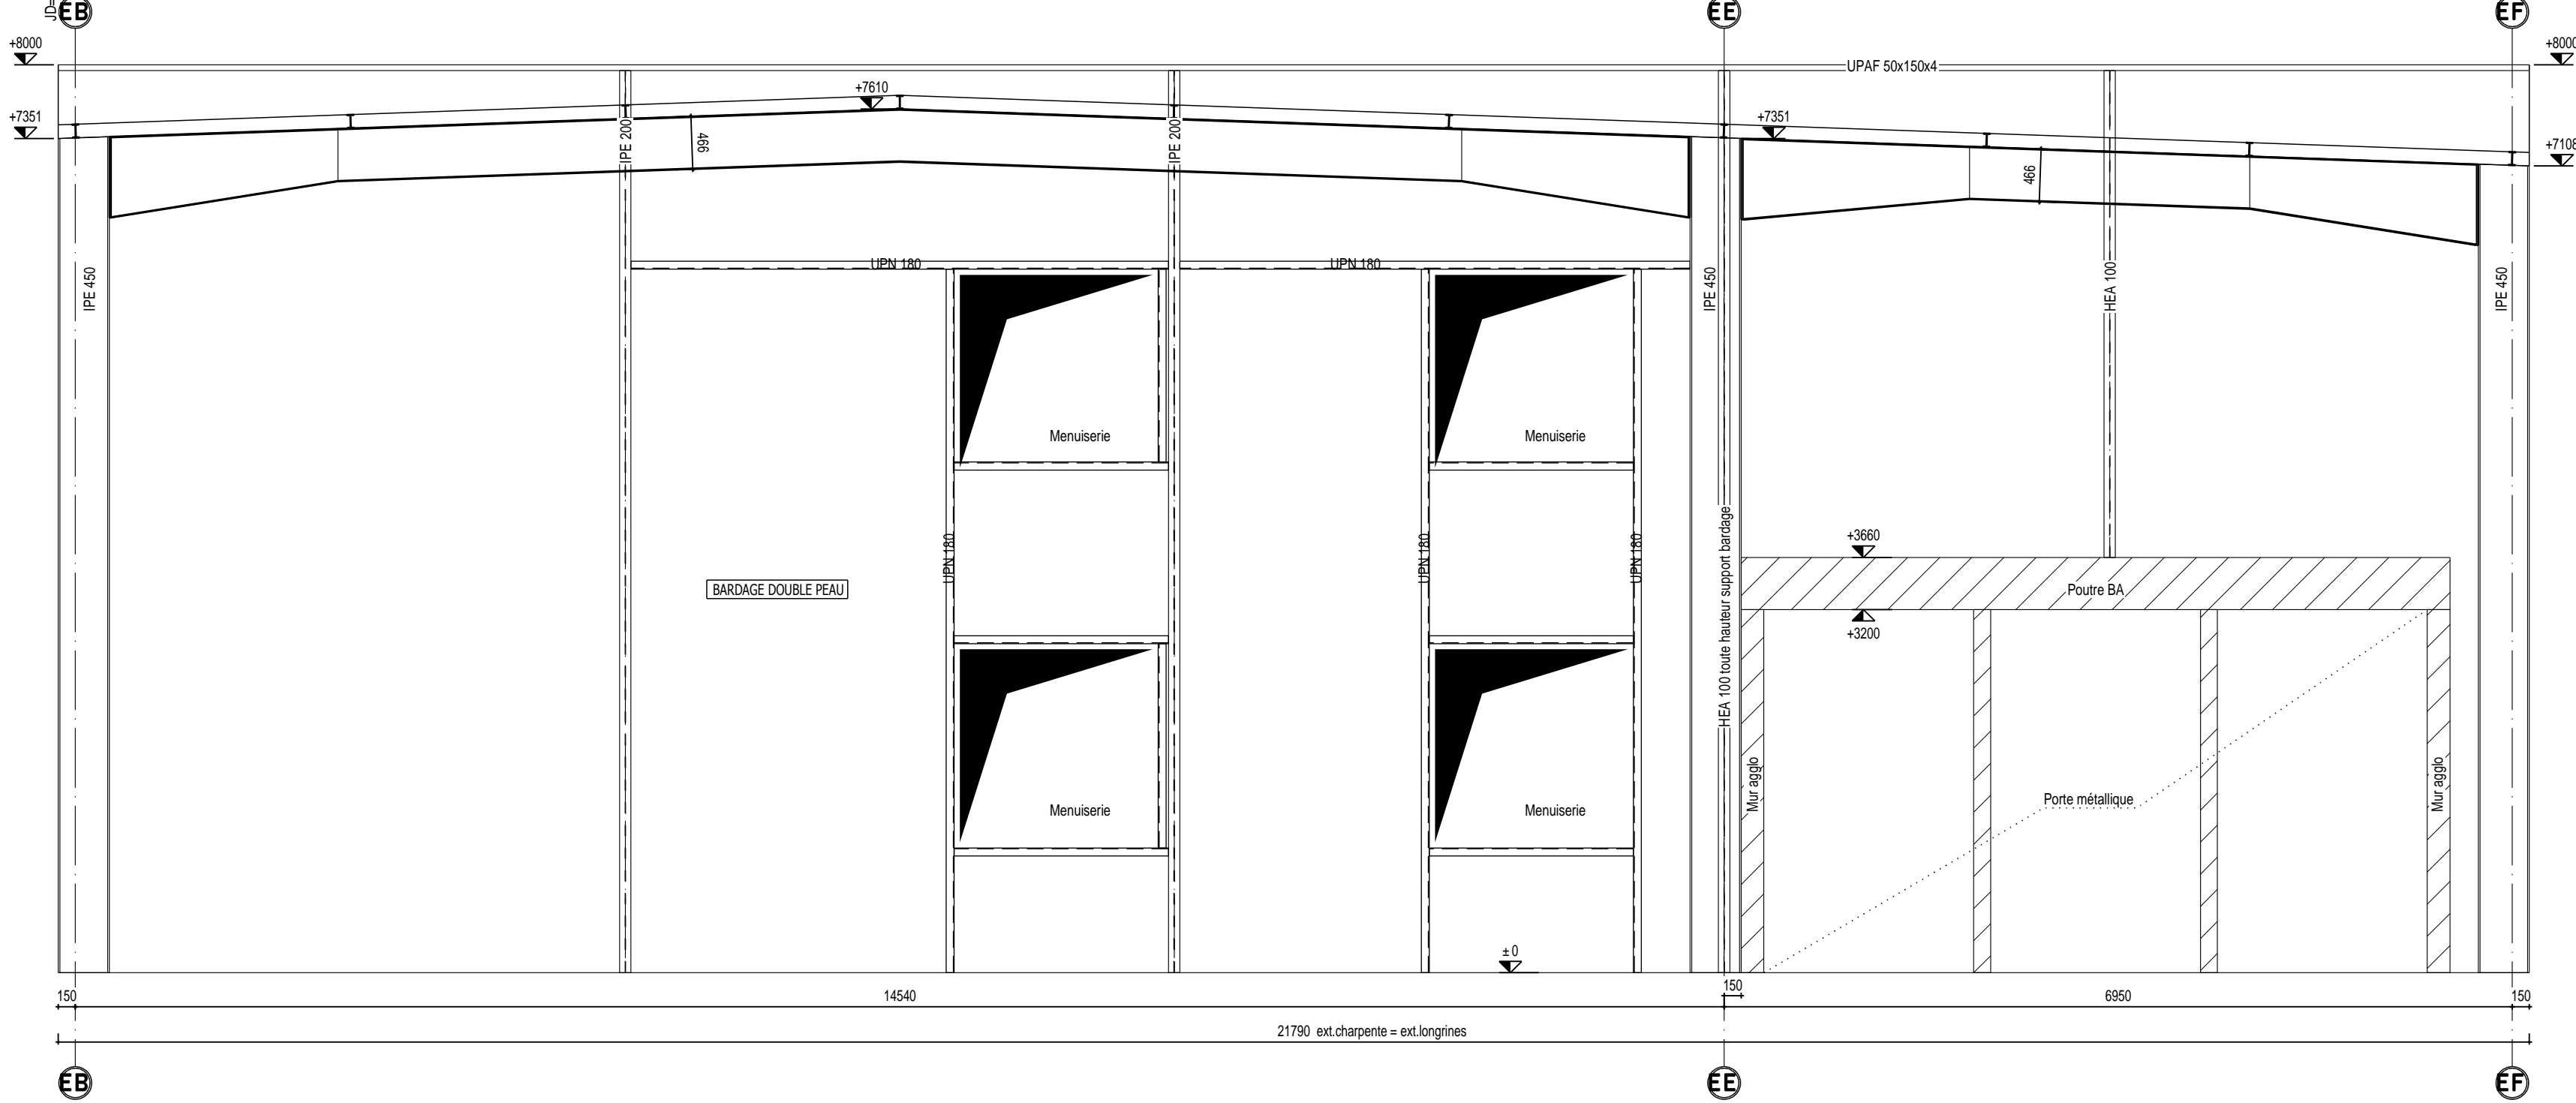 JD=
EB
EE
EF
+8000
+8000
UPAF 50x150x4
+7610
+7351
+7351
+7108
IPE 200
499
IPE 200
466
UPN 180
UPN 180
IPE 450
IPE 450
HEA 100
IPE 450
Menuiserie
Menuiserie
UPN 180
UPN 180
UPN 180
HEA 100 toute hauteur support bardage
+3660
BARDAGE DOUBLE PEAU
Poutre BA
+3200
Mur agglo
Porte métallique
Mur agglo
Menuiserie
Menuiserie
± 0
150
14540
150
6950
150
21790 ext.charpente = ext.longrines
EB
EE
EF